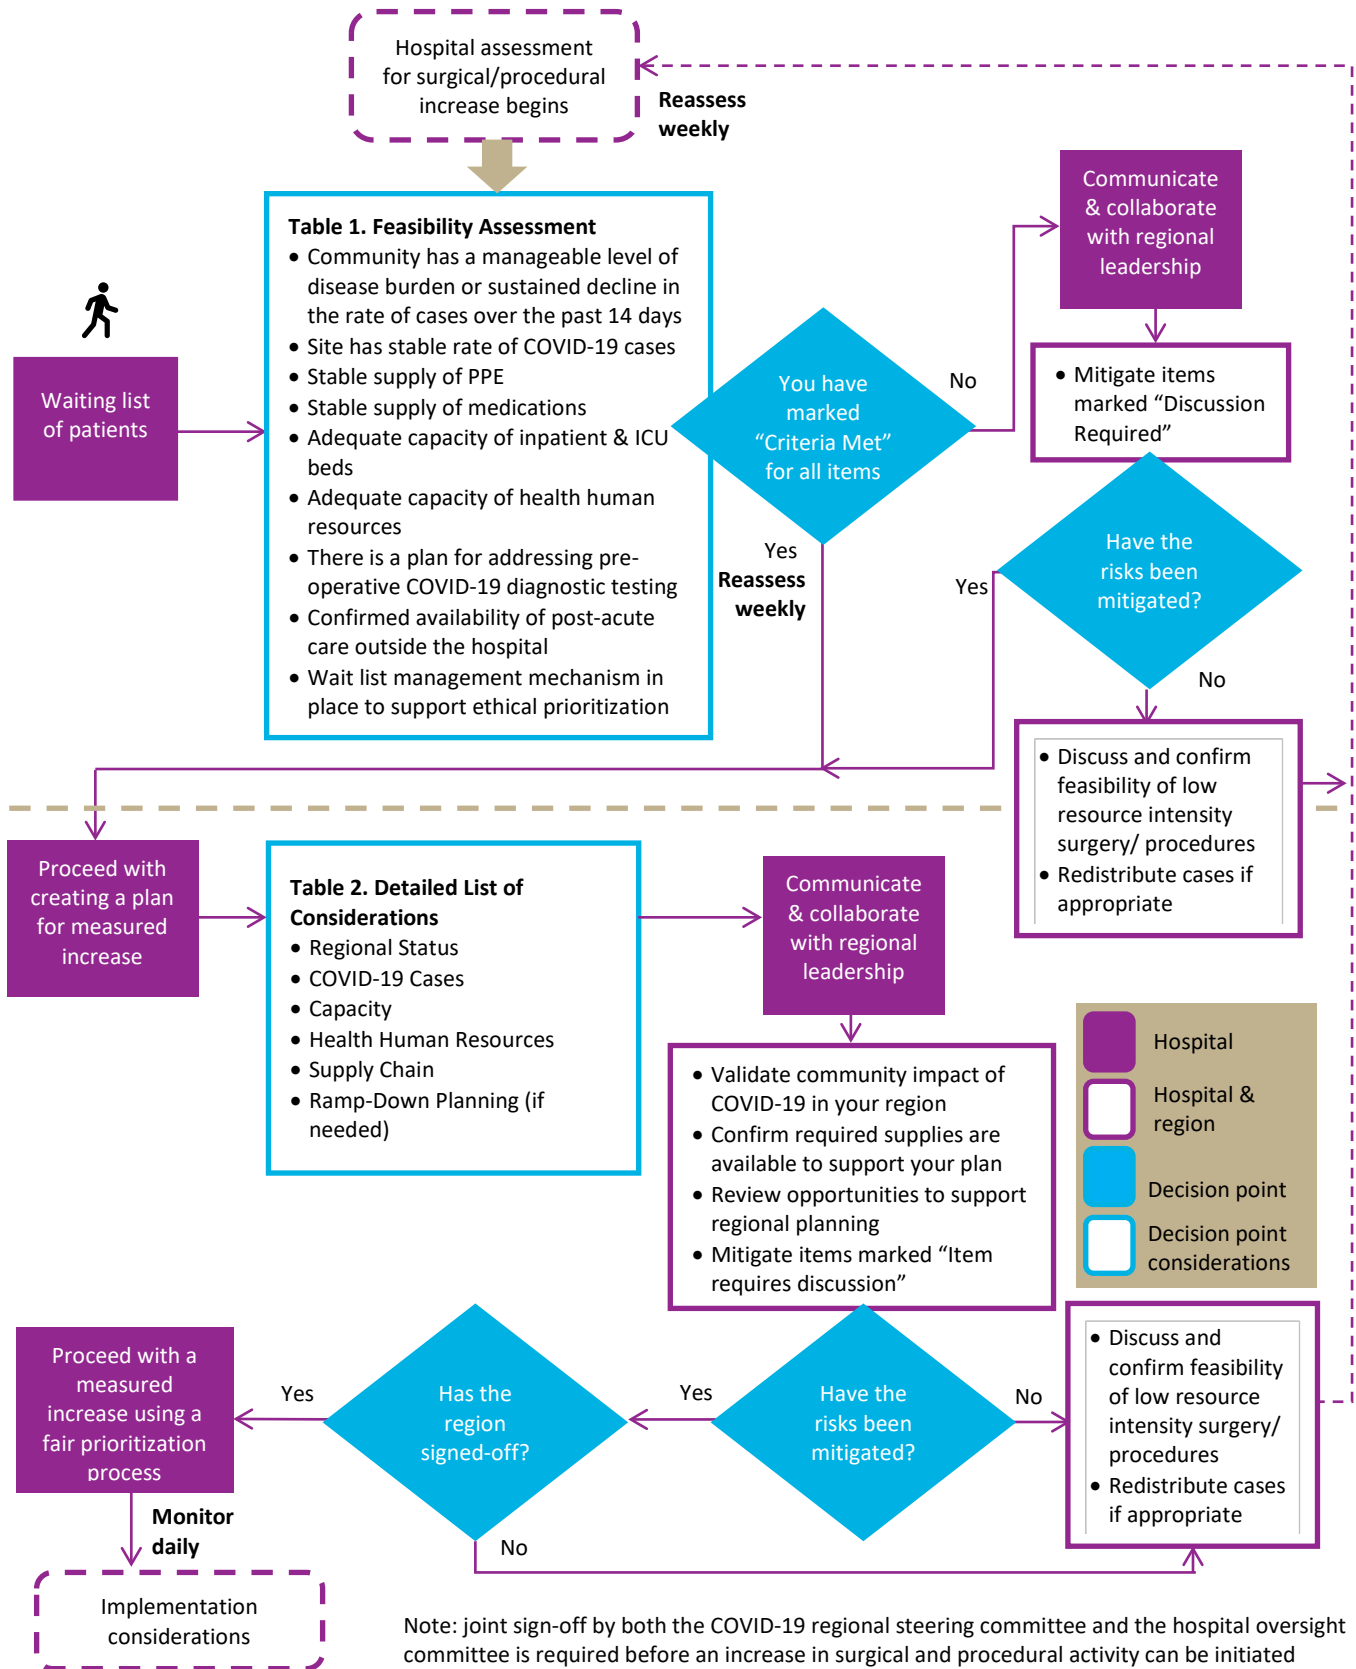 Hospital assessment
for surgical/procedural
increase begins
Reassess
weekly
Communicate
& collaborate
with regional
leadership
Table 1. Feasibility Assessment
• Community has a manageable level of
disease burden or sustained decline in
the rate of cases over the past 14 days
• Site has stable rate of COVID-19 cases
• Stable supply of PPE
• Stable supply of medications
• Adequate capacity of inpatient & ICU
beds
• Adequate capacity of health human
resources
• There is a plan for addressing pre-
operative COVID-19 diagnostic testing
• Confirmed availability of post-acute
care outside the hospital
• Wait list management mechanism in
place to support ethical prioritization
Waiting list
of patients
You have
marked
“Criteria Met”
for all items
No
• Mitigate items
marked “Discussion
Required”
Yes
Reassess
weekly
Have the
risks been
mitigated?
Yes
No
• Discuss and confirm
feasibility of low
resource intensity
surgery/ procedures
• Redistribute cases if
appropriate
Proceed with
creating a plan
for measured
increase
Table 2. Detailed List of
Considerations
• Regional Status
• COVID-19 Cases
• Capacity
• Health Human Resources
• Supply Chain
• Ramp-Down Planning (if
needed)
Communicate
& collaborate
with regional
leadership
Hospital
Hospital &
region
Decision point
Decision point
considerations
• Validate community impact of
COVID-19 in your region
• Confirm required supplies are
available to support your plan
• Review opportunities to support
regional planning
• Mitigate items marked “Item
requires discussion”
Proceed with a
measured
increase using a
fair prioritization
process
Yes
Has the
region
signed-off?
Yes
Have the
risks been
mitigated?
No
• Discuss and
confirm feasibility
of low resource
intensity surgery/
procedures
• Redistribute cases
if appropriate
Monitor
daily
No
Implementation
considerations
Note: joint sign-off by both the COVID-19 regional steering committee and the hospital oversight
committee is required before an increase in surgical and procedural activity can be initiated